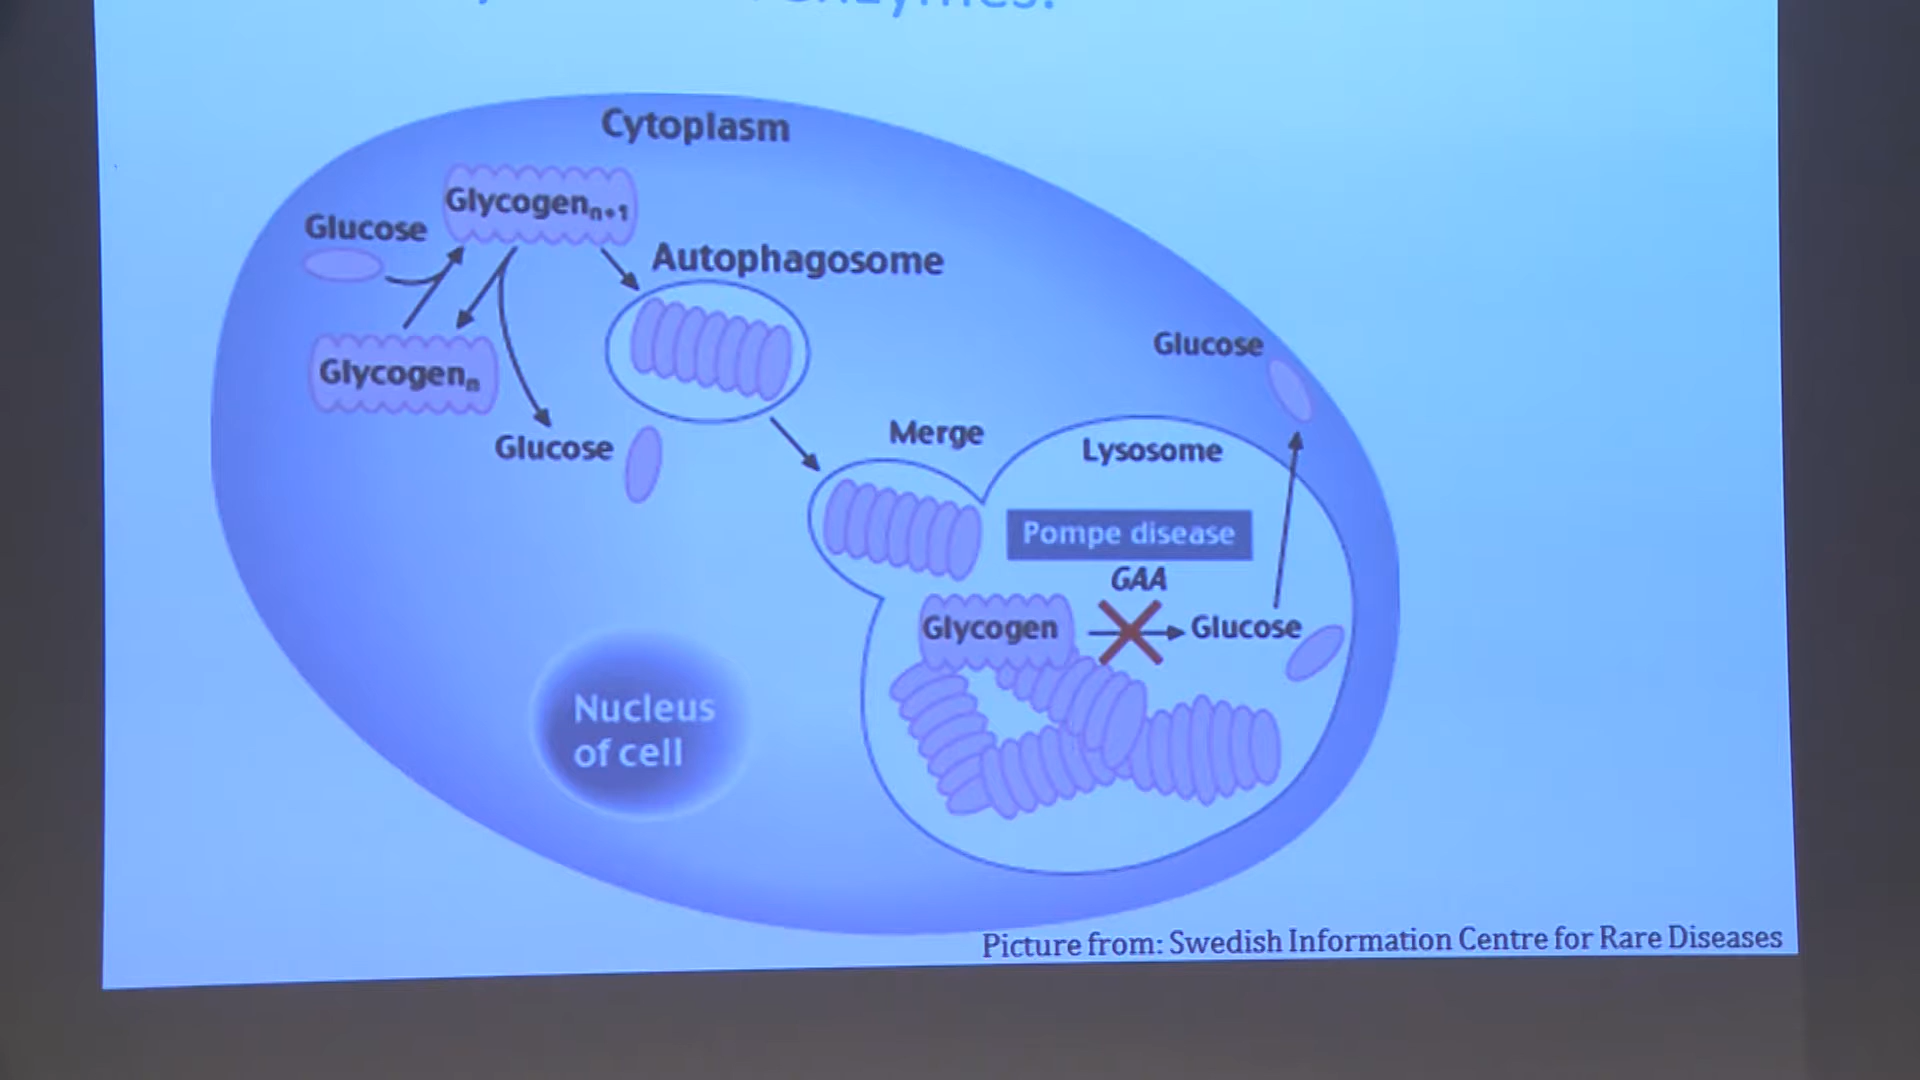 enzymes.
Cytoplasm
Glycogenₙ₊₁
Glucose
Autophagosome
Glycogenₙ
Glucose
Glucose
Merge
Lysosome
Pompe disease
GAA
Glycogen
Glucose
Nucleus
of cell
Picture from: Swedish Information Centre for Rare Diseases